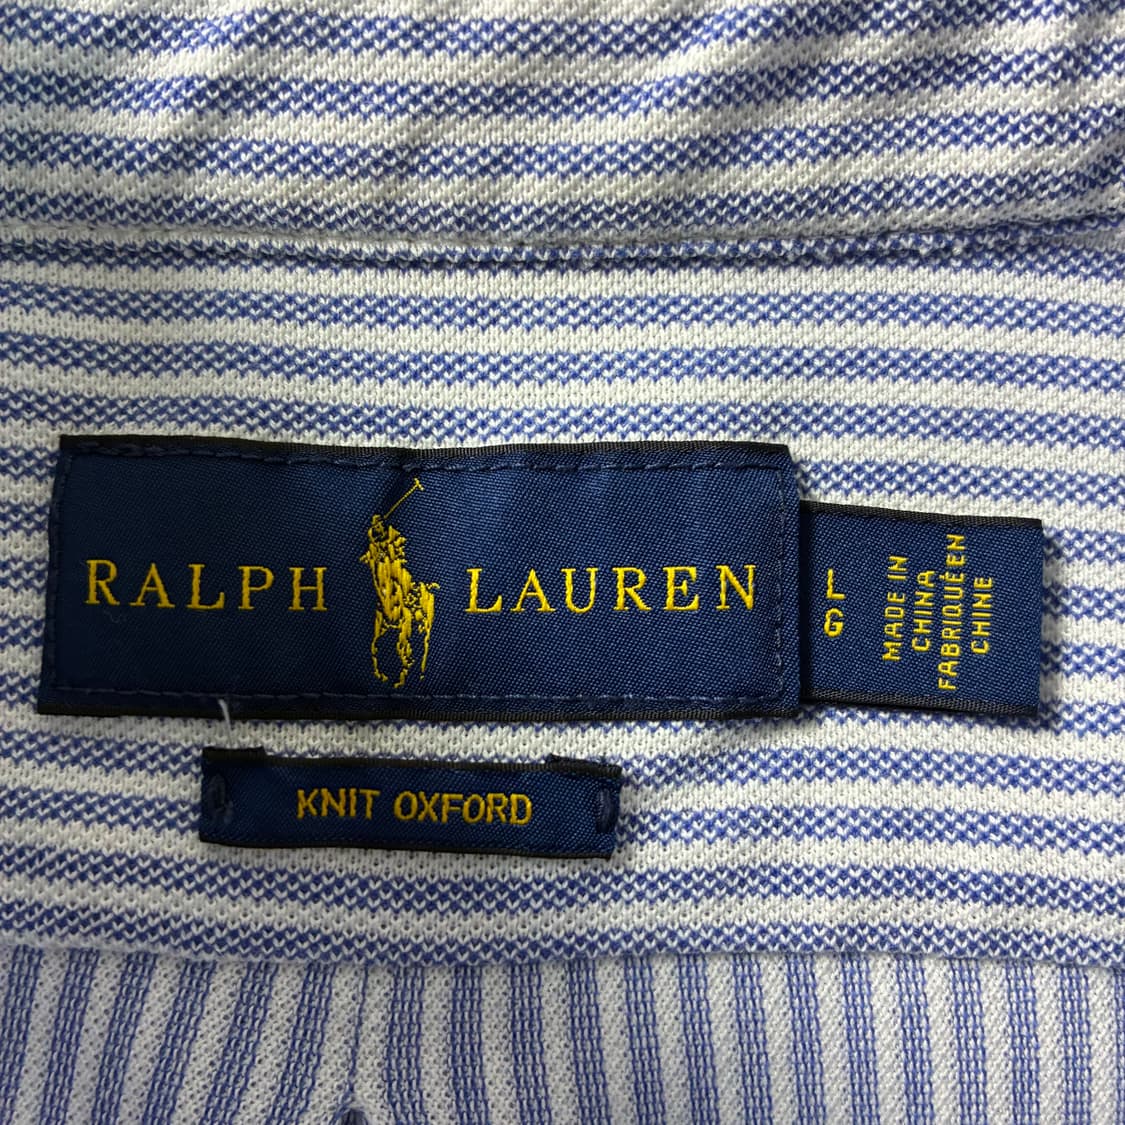 RALPH LAUREN
L
G
MADE IN
CHINA
FABRIQUÉ EN
CHINE
KNIT OXFORD